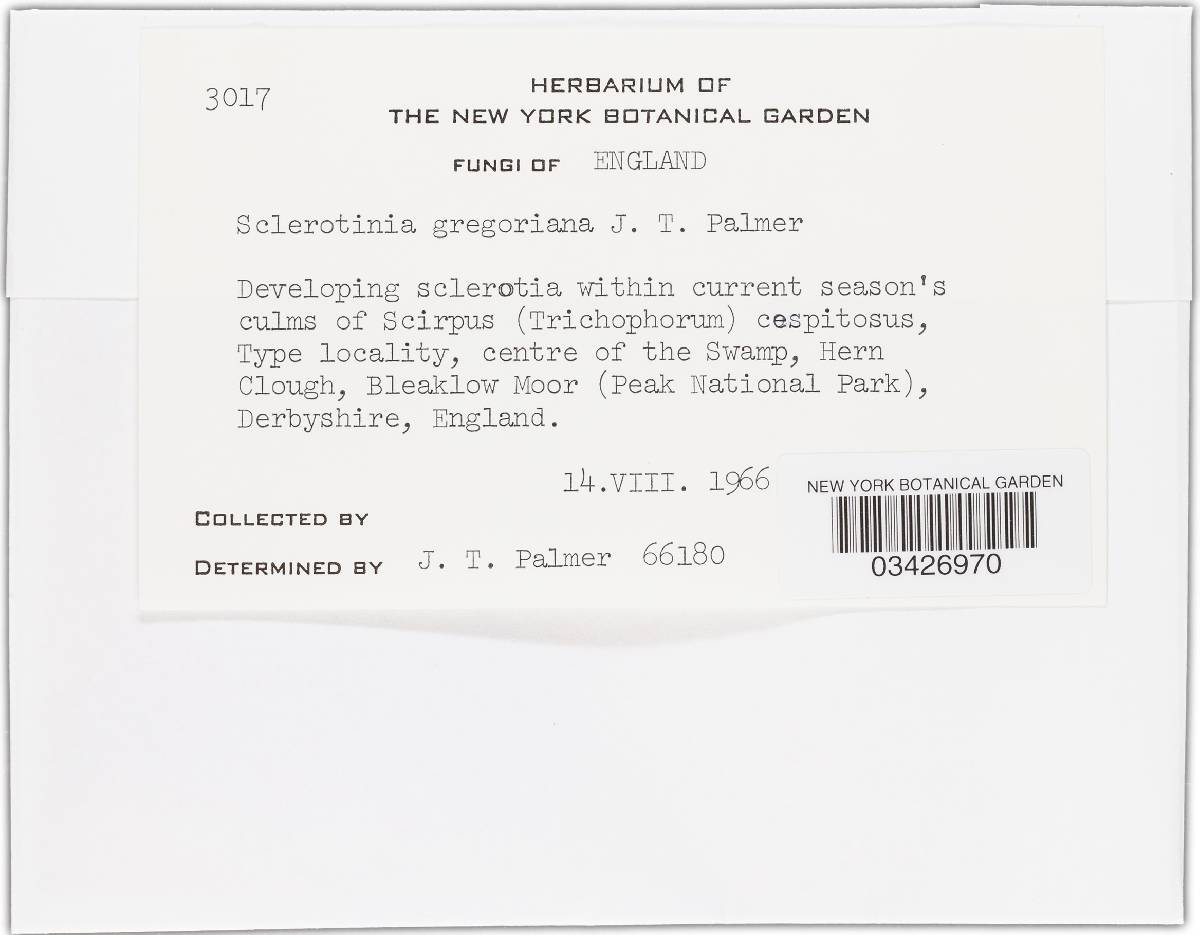 3017
HERBARIUM OF
THE NEW YORK BOTANICAL GARDEN
FUNGI OF ENGLAND
Sclerotinia gregoriana J. T. Palmer
Developing sclerotia within current season's
culms of Scirpus (Trichophorum) cespitosus,
Type locality, centre of the Swamp, Hern
Clough, Bleaklow Moor (Peak National Park),
Derbyshire, England.
14.VIII. 1966
COLLECTED BY
DETERMINED BY J. T. Palmer 66180
NEW YORK BOTANICAL GARDEN
03426970